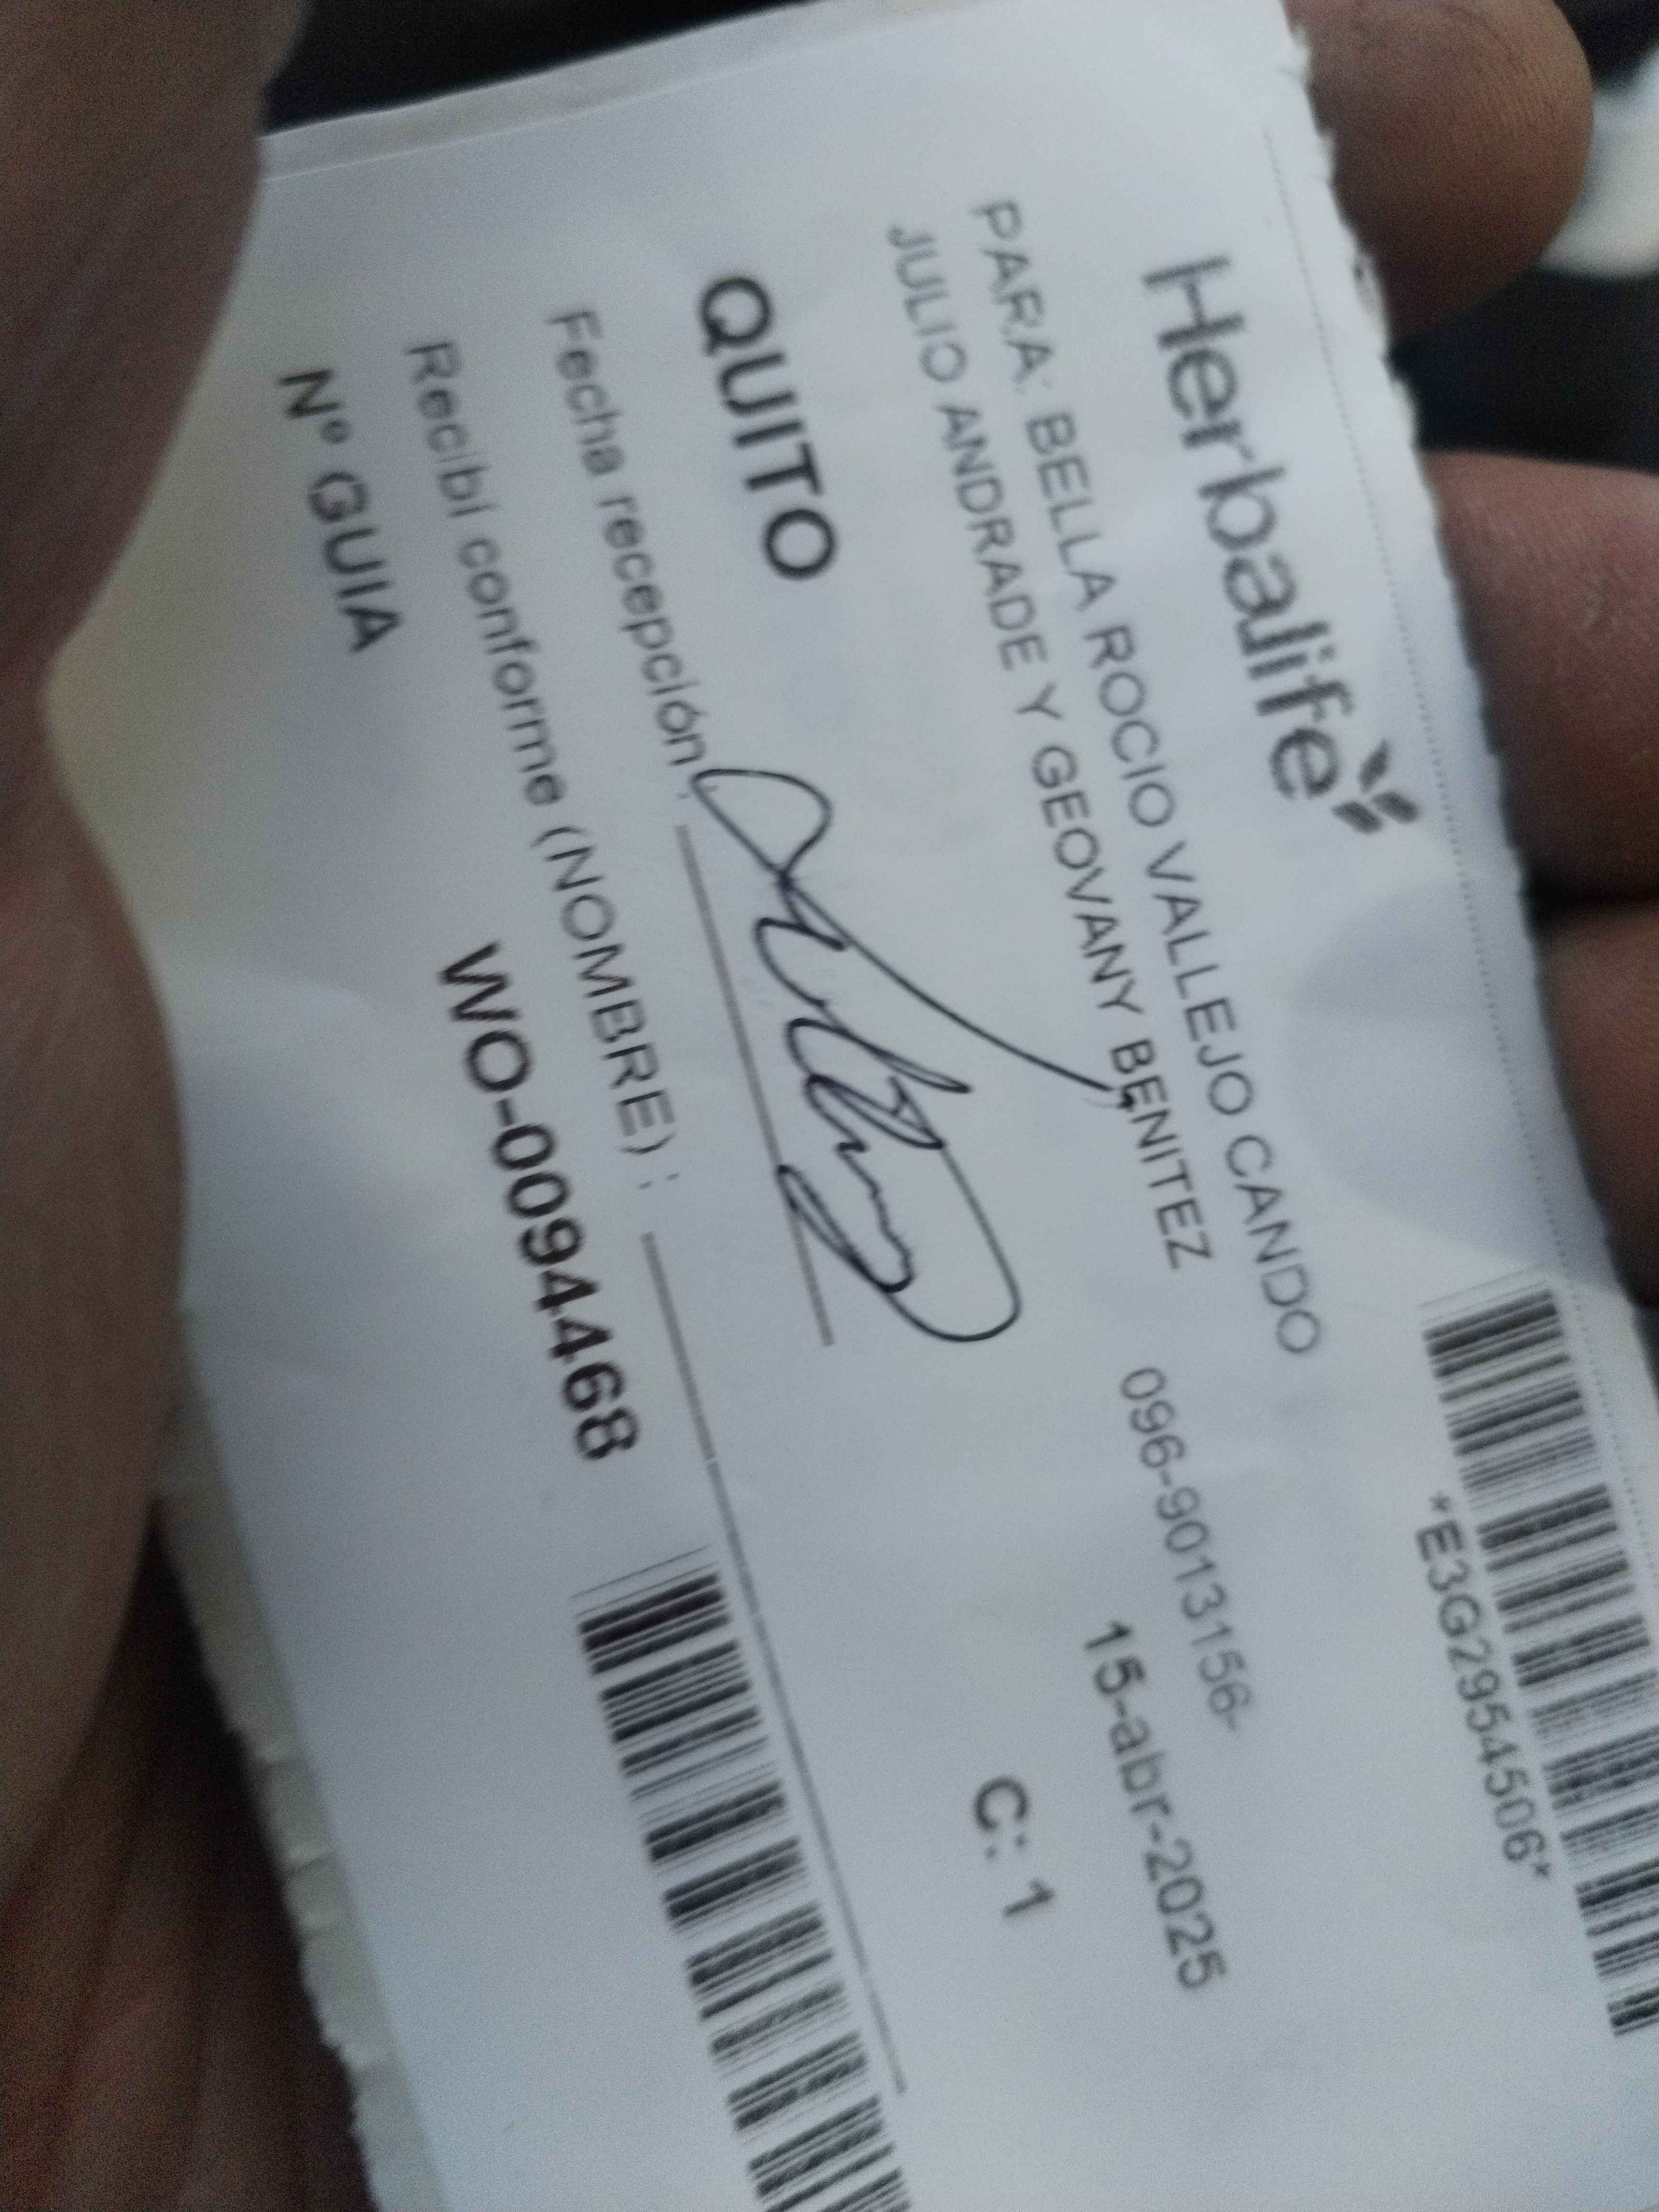 Herbalife
*E3G2954506*
PARA: BELLA ROCIO VALLEJO CANDO
JULIO ANDRADE Y GEOVANY BENITEZ
096-9013156-
15-abr-2025
QUITO
C: 1
Fecha recepción:
Recibí conforme (NOMBRE) :
Nº GUIA WO-0094468